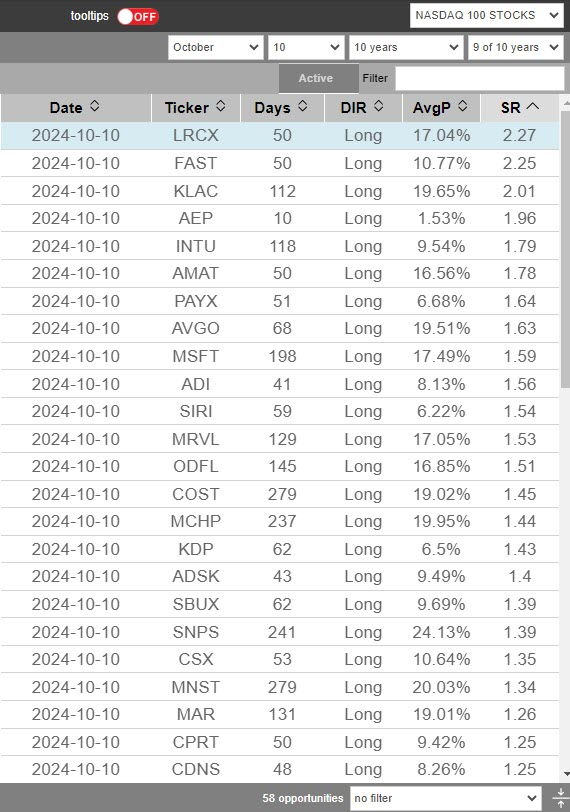 tooltips OFF NASDAQ 100 STOCKS
October 10 10 years 9 of 10 years
Active Filter
Date Ticker Days DIR AvgP SR
2024-10-10 LRCX 50 Long 17.04% 2.27
2024-10-10 FAST 50 Long 10.77% 2.25
2024-10-10 KLAC 112 Long 19.65% 2.01
2024-10-10 AEP 10 Long 1.53% 1.96
2024-10-10 INTU 118 Long 9.54% 1.79
2024-10-10 AMAT 50 Long 16.56% 1.78
2024-10-10 PAYX 51 Long 6.68% 1.64
2024-10-10 AVGO 68 Long 19.51% 1.63
2024-10-10 MSFT 198 Long 17.49% 1.59
2024-10-10 ADI 41 Long 8.13% 1.56
2024-10-10 SIRI 59 Long 6.22% 1.54
2024-10-10 MRVL 129 Long 17.05% 1.53
2024-10-10 ODFL 145 Long 16.85% 1.51
2024-10-10 COST 279 Long 19.02% 1.45
2024-10-10 MCHP 237 Long 19.95% 1.44
2024-10-10 KDP 62 Long 6.5% 1.43
2024-10-10 ADSK 43 Long 9.49% 1.4
2024-10-10 SBUX 62 Long 9.69% 1.39
2024-10-10 SNPS 241 Long 24.13% 1.39
2024-10-10 CSX 53 Long 10.64% 1.35
2024-10-10 MNST 279 Long 20.03% 1.34
2024-10-10 MAR 131 Long 19.01% 1.26
2024-10-10 CPRT 50 Long 9.42% 1.25
2024-10-10 CDNS 48 Long 8.26% 1.25
58 opportunities no filter